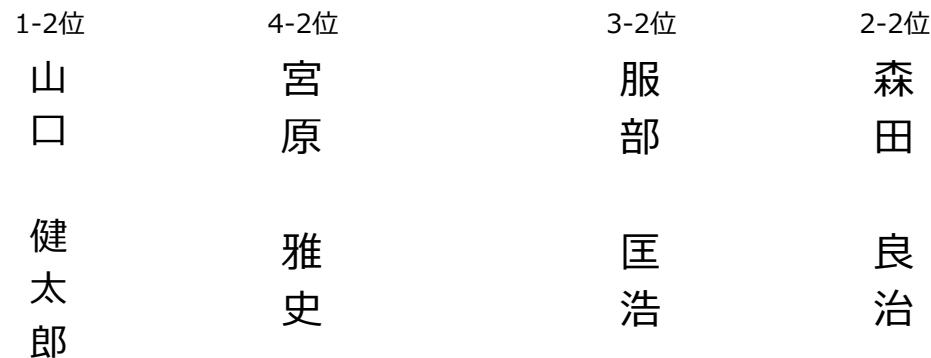 1-2位
山口 健太郎
4-2位
宮原 雅史
3-2位
服部 匡浩
2-2位
森田 良治